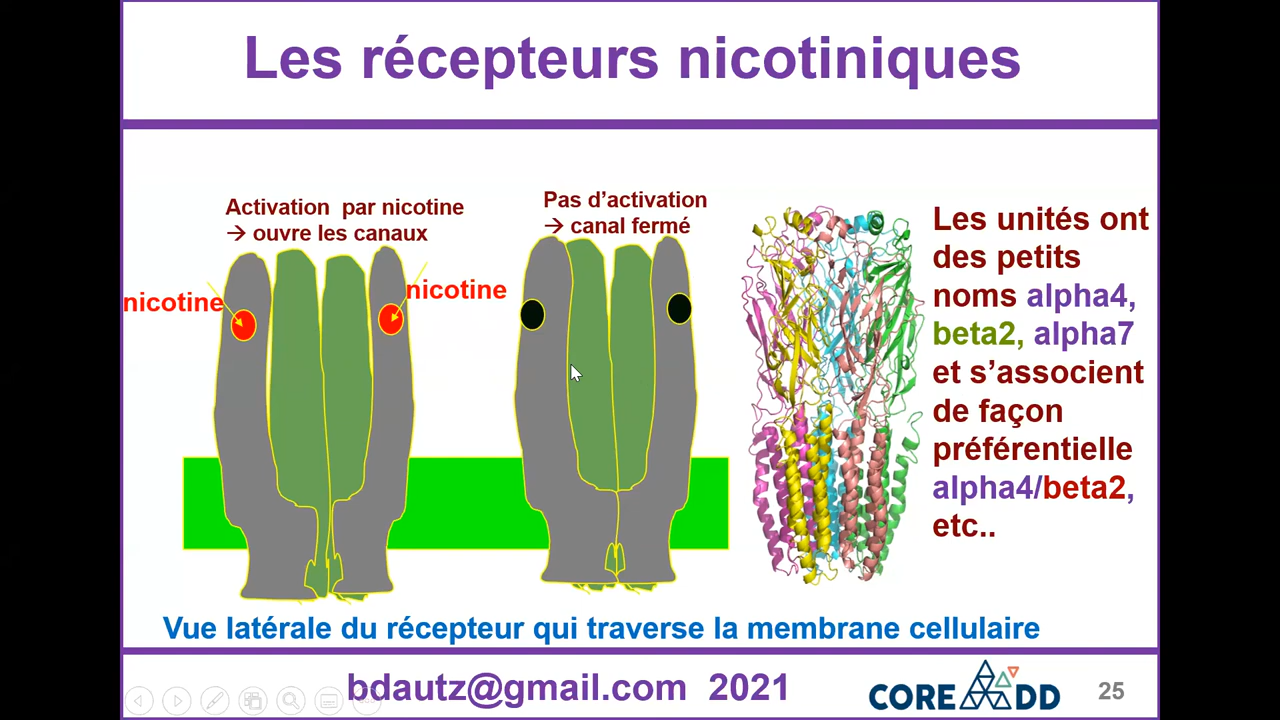 Les récepteurs nicotiniques
Activation par nicotine
→ ouvre les canaux
Pas d’activation
→ canal fermé
nicotine
nicotine
Les unités ont
des petits
noms alpha4,
beta2, alpha7
et s’associent
de façon
préférentielle
alpha4/beta2,
etc..
Vue latérale du récepteur qui traverse la membrane cellulaire
bdautz@gmail.com 2021
CORE ADD
25